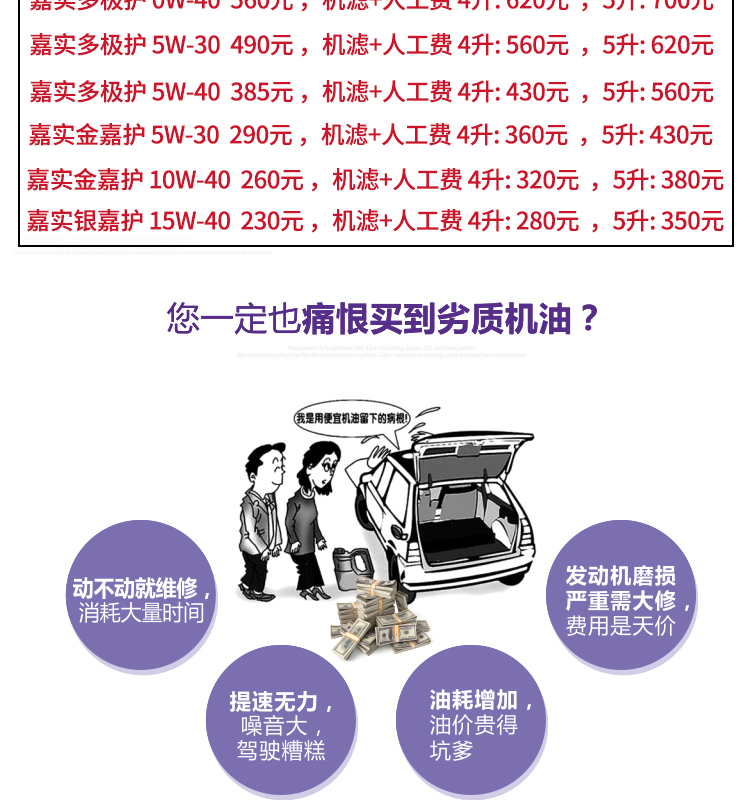 嘉实多极护 0W-40 560元 ，机滤+人工费 4升: 620元 ，5升: 700元
嘉实多极护 5W-30 490元 ，机滤+人工费 4升: 560元 ，5升: 620元
嘉实多极护 5W-40 385元 ，机滤+人工费 4升: 430元 ，5升: 560元
嘉实金嘉护 5W-30 290元 ，机滤+人工费 4升: 360元 ，5升: 430元
嘉实金嘉护 10W-40 260元 ，机滤+人工费 4升: 320元 ，5升: 380元
嘉实银嘉护 15W-40 230元 ，机滤+人工费 4升: 280元 ，5升: 350元
您一定也痛恨买到劣质机油？
我是用便宜机油留下的病根!
动不动就维修，
消耗大量时间
发动机磨损
严重需大修，
费用是天价
提速无力，
噪音大，
驾驶糟糕
油耗增加，
油价贵得
坑爹